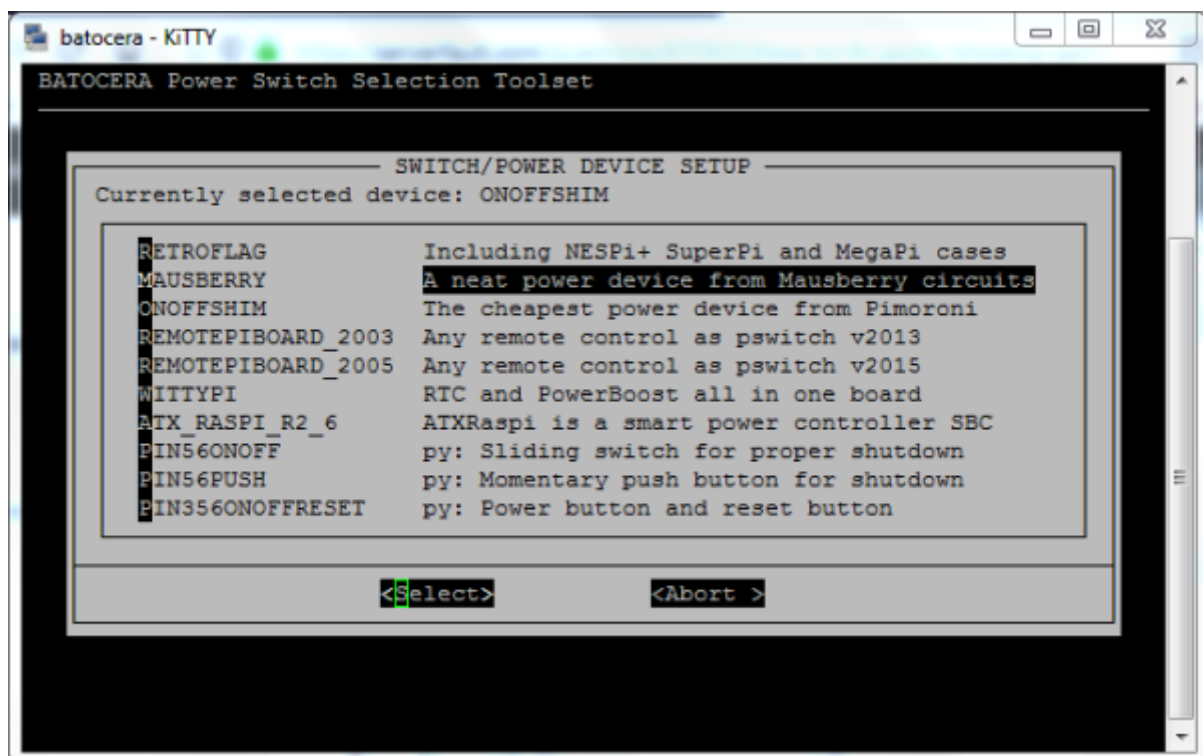 batocera - KiTTY
BATOCERA Power Switch Selection Toolset
SWITCH/POWER DEVICE SETUP
Currently selected device: ONOFFSHIM
RETROFLAG Including NESPi+ SuperPi and MegaPi cases
MAUSBERRY A neat power device from Mausberry circuits
ONOFFSHIM The cheapest power device from Pimoroni
REMOTEPIBOARD_2003 Any remote control as pswitch v2013
REMOTEPIBOARD_2005 Any remote control as pswitch v2015
WITTYPI RTC and PowerBoost all in one board
ATX_RASPI_R2_6 ATXRaspi is a smart power controller SBC
PIN56ONOFF py: Sliding switch for proper shutdown
PIN56PUSH py: Momentary push button for shutdown
PIN356ONOFFRESET py: Power button and reset button
<Select> <Abort >